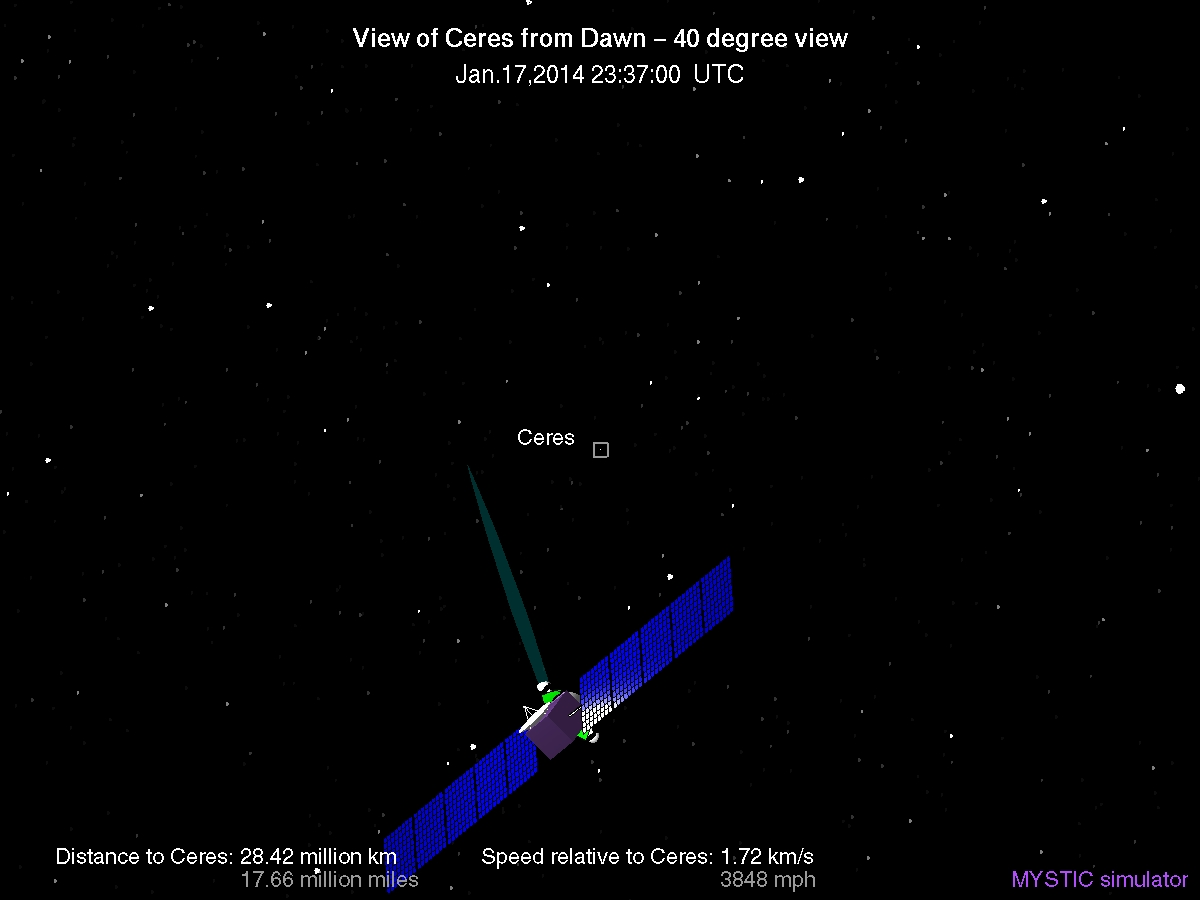 View of Ceres from Dawn – 40 degree view
Jan.17,2014 23:37:00 UTC
Ceres
Distance to Ceres: 28.42 million km
17.66 million miles
Speed relative to Ceres: 1.72 km/s
3848 mph
MYSTIC simulator